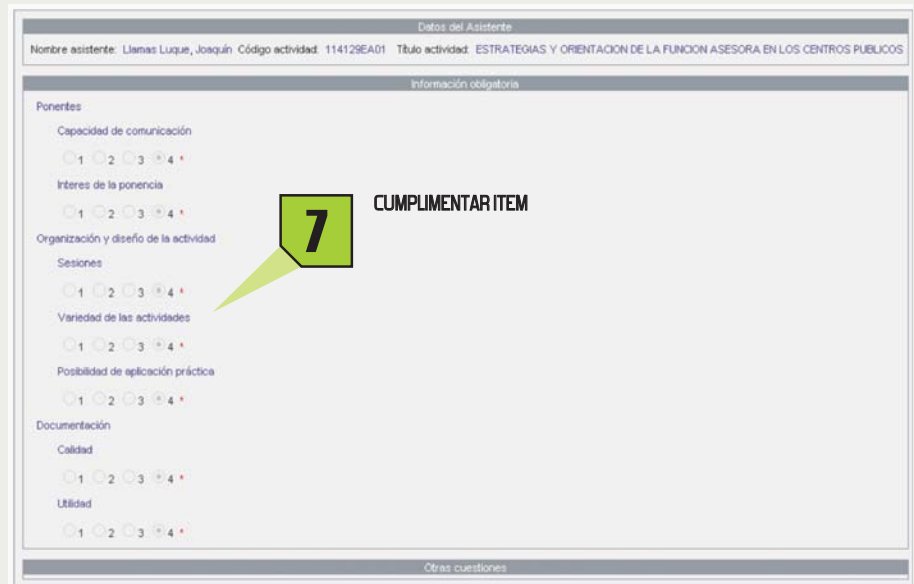 Datos del Asistente
Nombre asistente: Llamas Luque, Joaquín Código actividad: 114129EA01 Título actividad: ESTRATEGIAS Y ORIENTACION DE LA FUNCION ASESORA EN LOS CENTROS PUBLICOS
Información obligatoria
Ponentes
Capacidad de comunicación
1 2 3 4 *
Interes de la ponencia
1 2 3 4 *
7 CUMPLIMENTAR ITEM
Organización y diseño de la actividad
Sesiones
1 2 3 4 *
Variedad de las actividades
1 2 3 4 *
Posibilidad de aplicación práctica
1 2 3 4 *
Documentación
Calidad
1 2 3 4 *
Utilidad
1 2 3 4 *
Otras cuestiones